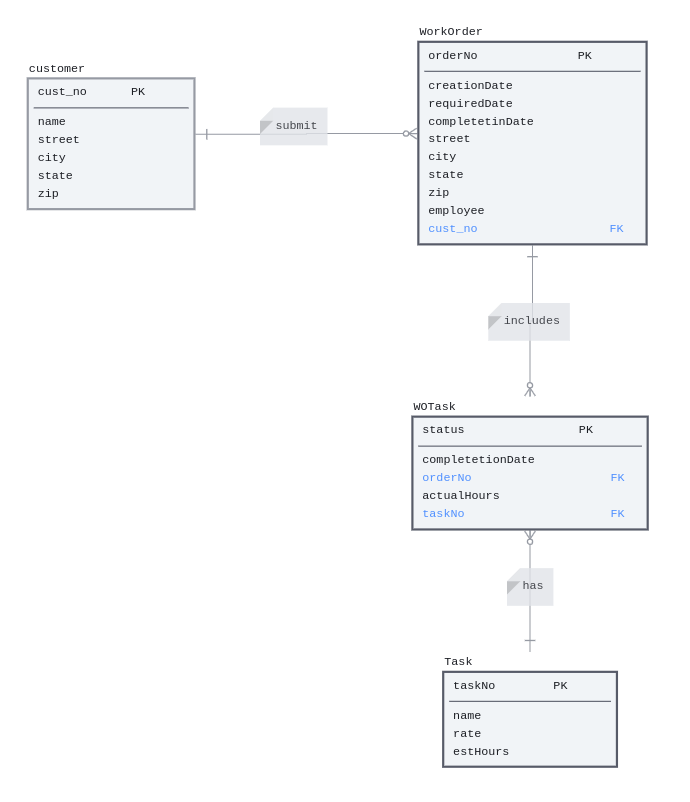 customer
cust_no PK
name
street
city
state
zip
submit
WorkOrder
orderNo PK
creationDate
requiredDate
completetinDate
street
city
state
zip
employee
cust_no FK
includes
WOTask
status PK
completetionDate
orderNo FK
actualHours
taskNo FK
has
Task
taskNo PK
name
rate
estHours